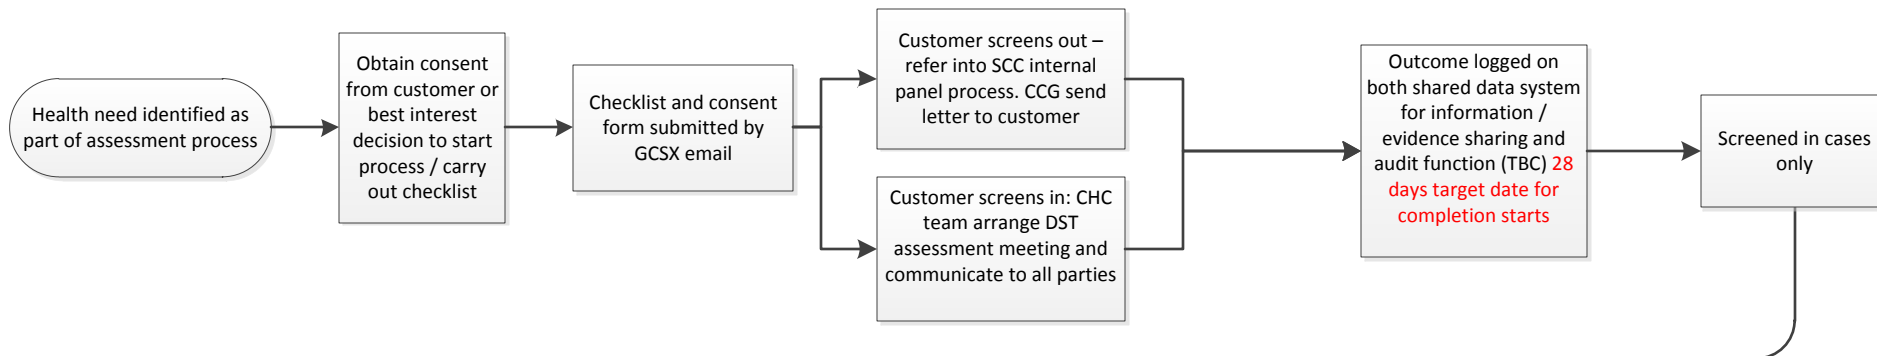 Health need identified as
part of assessment process
Obtain consent
from customer or
best interest
decision to start
process / carry
out checklist
Checklist and consent
form submitted by
GCSX email
Customer screens out –
refer into SCC internal
panel process. CCG send
letter to customer
Customer screens in: CHC
team arrange DST
assessment meeting and
communicate to all parties
Outcome logged on
both shared data system
for information /
evidence sharing and
audit function (TBC) 28
days target date for
completion starts
Screened in cases
only